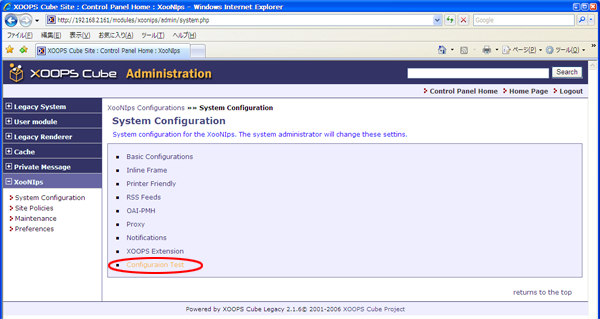 XOOPS Cube Site : Control Panel Home : XooNIps - Windows Internet Explorer
http://192.168.2.161/modules/xoonips/admin/system.php
Google
ファイル(F) 編集(E) 表示(V) お気に入り(A) ツール(T) ヘルプ(H)
XOOPS Cube Site : Control Panel Home : XooNIps
ページ(P) ツール(O)
XOOPS CUBE Administration
Search
Control Panel Home Home Page Logout
Legacy System
User module
Legacy Renderer
Cache
Private Message
XooNIps
System Configuration
Site Policies
Maintenance
Preferences
XooNIps Configurations »» System Configuration
System Configuration
System configuration for the XooNIps. The system administrator will change these settins.
Basic Configurations
Inline Frame
Printer Friendly
RSS Feeds
OAI-PMH
Proxy
Notifications
XOOPS Extension
Configuraion Test
returns to the top
Powered by XOOPS Cube Legacy 2.1.6© 2001-2006 XOOPS Cube Project